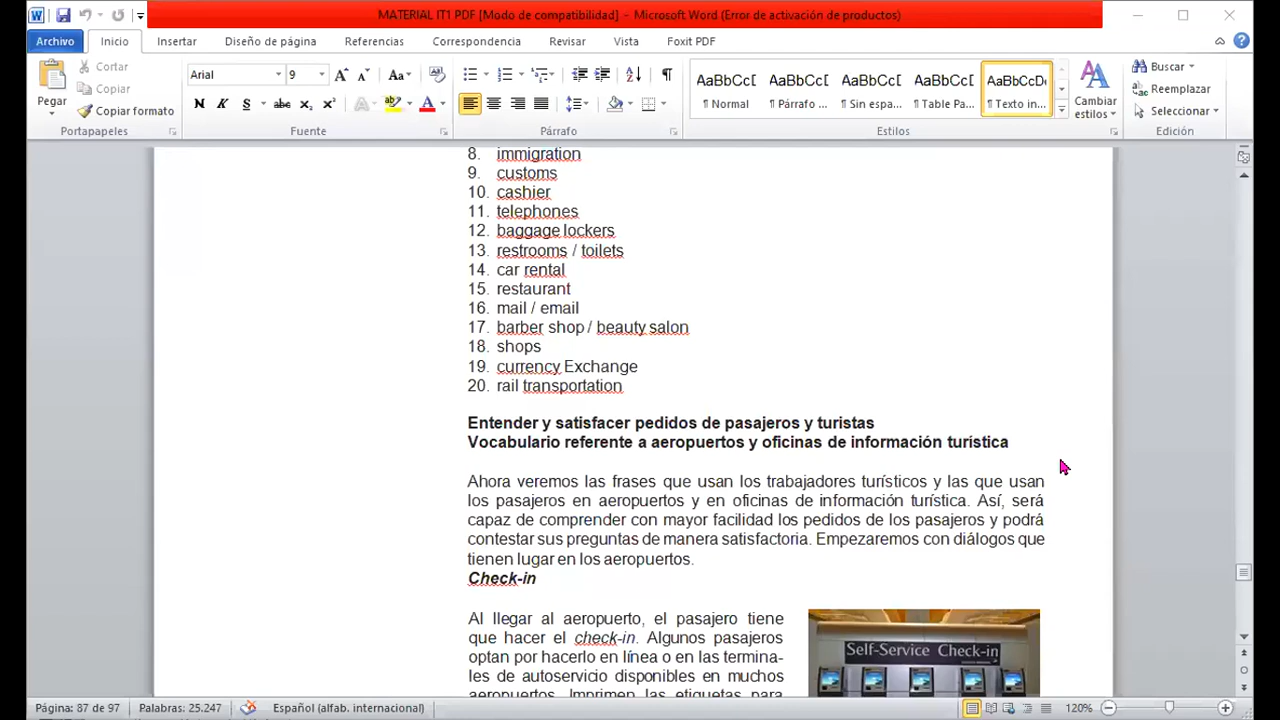 MATERIAL IT1 PDF [Modo de compatibilidad] - Microsoft Word (Error de activación de productos)
Archivo Inicio Insertar Diseño de página Referencias Correspondencia Revisar Vista Foxit PDF
Pegar
Cortar
Copiar
Copiar formato
Portapapeles
Arial 9
Fuente
Párrafo
AaBbCcD AaBbCcD AaBbCcD AaBbCcD AaBbCcD
¶ Normal ¶ Párrafo ... ¶ Sin espa... ¶ Table Pa... ¶ Texto in...
Cambiar estilos
Estilos
Buscar
Reemplazar
Seleccionar
Edición
8. immigration
9. customs
10. cashier
11. telephones
12. baggage lockers
13. restrooms / toilets
14. car rental
15. restaurant
16. mail / email
17. barber shop / beauty salon
18. shops
19. currency Exchange
20. rail transportation
Entender y satisfacer pedidos de pasajeros y turistas
Vocabulario referente a aeropuertos y oficinas de información turística
Ahora veremos las frases que usan los trabajadores turísticos y las que usan
los pasajeros en aeropuertos y en oficinas de información turística. Así, será
capaz de comprender con mayor facilidad los pedidos de los pasajeros y podrá
contestar sus preguntas de manera satisfactoria. Empezaremos con diálogos que
tienen lugar en los aeropuertos.
Check-in
Al llegar al aeropuerto, el pasajero tiene
que hacer el check-in. Algunos pasajeros
optan por hacerlo en línea o en las termina-
les de autoservicio disponibles en muchos
aeropuertos. Imprimen las etiquetas para
Self-Service Check-in
Página: 87 de 97 Palabras: 25.247 Español (alfab. internacional) 120%